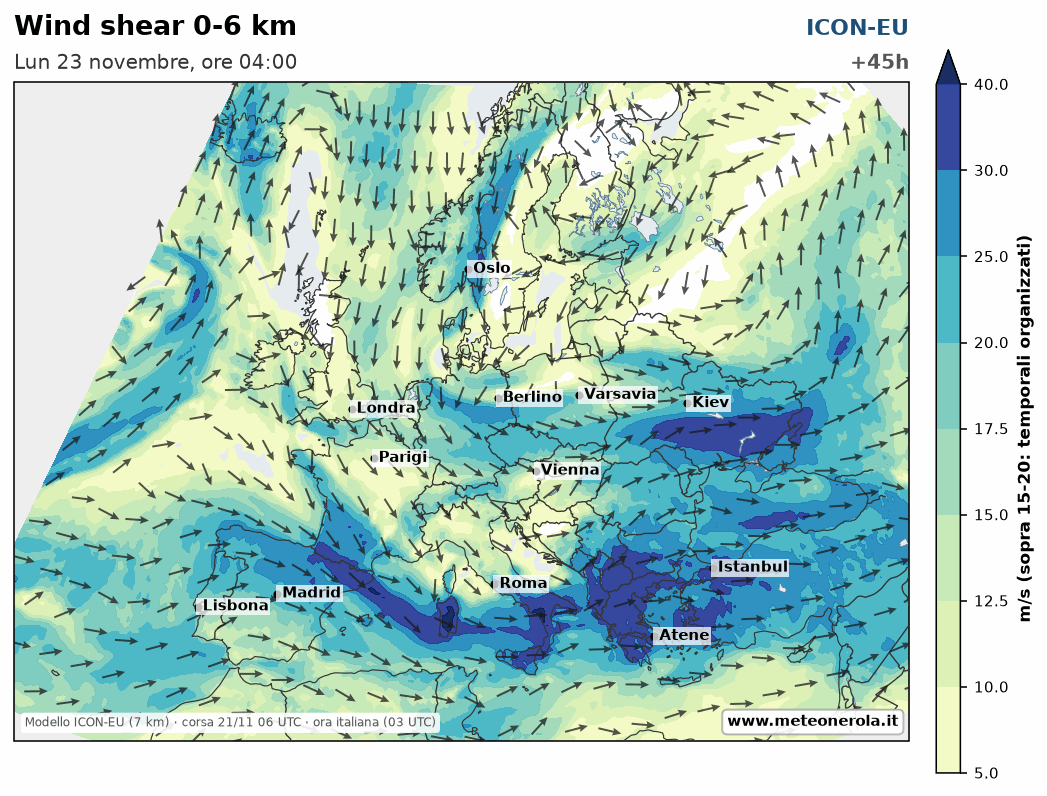 Wind shear 0-6 km
ICON-EU
Lun 23 novembre, ore 04:00
+45h
40.0
30.0
25.0
20.0
17.5
15.0
12.5
10.0
5.0
m/s (sopra 15-20: temporali organizzati)
Oslo
Berlino
Varsavia
Kiev
Londra
Parigi
Vienna
Istanbul
Roma
Madrid
Lisbona
Atene
Modello ICON-EU (7 km) · corsa 21/11 06 UTC · ora italiana (03 UTC)
www.meteonerola.it